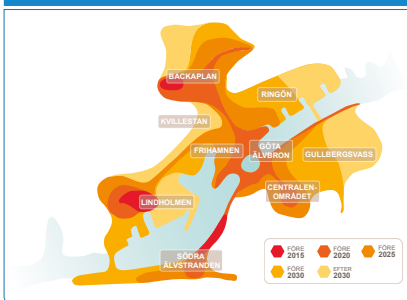 BACKAPLAN
RINGÖN
KVILLESTAN
FRIHAMNEN
GÖTA
ÄLVBRON
GULLBERGSVASS
CENTRALEN-
OMRÅDET
LINDHOLMEN
SÖDRA
ÄLVSTRANDEN
FÖRE
2015
FÖRE
2020
FÖRE
2025
FÖRE
2030
EFTER
2030